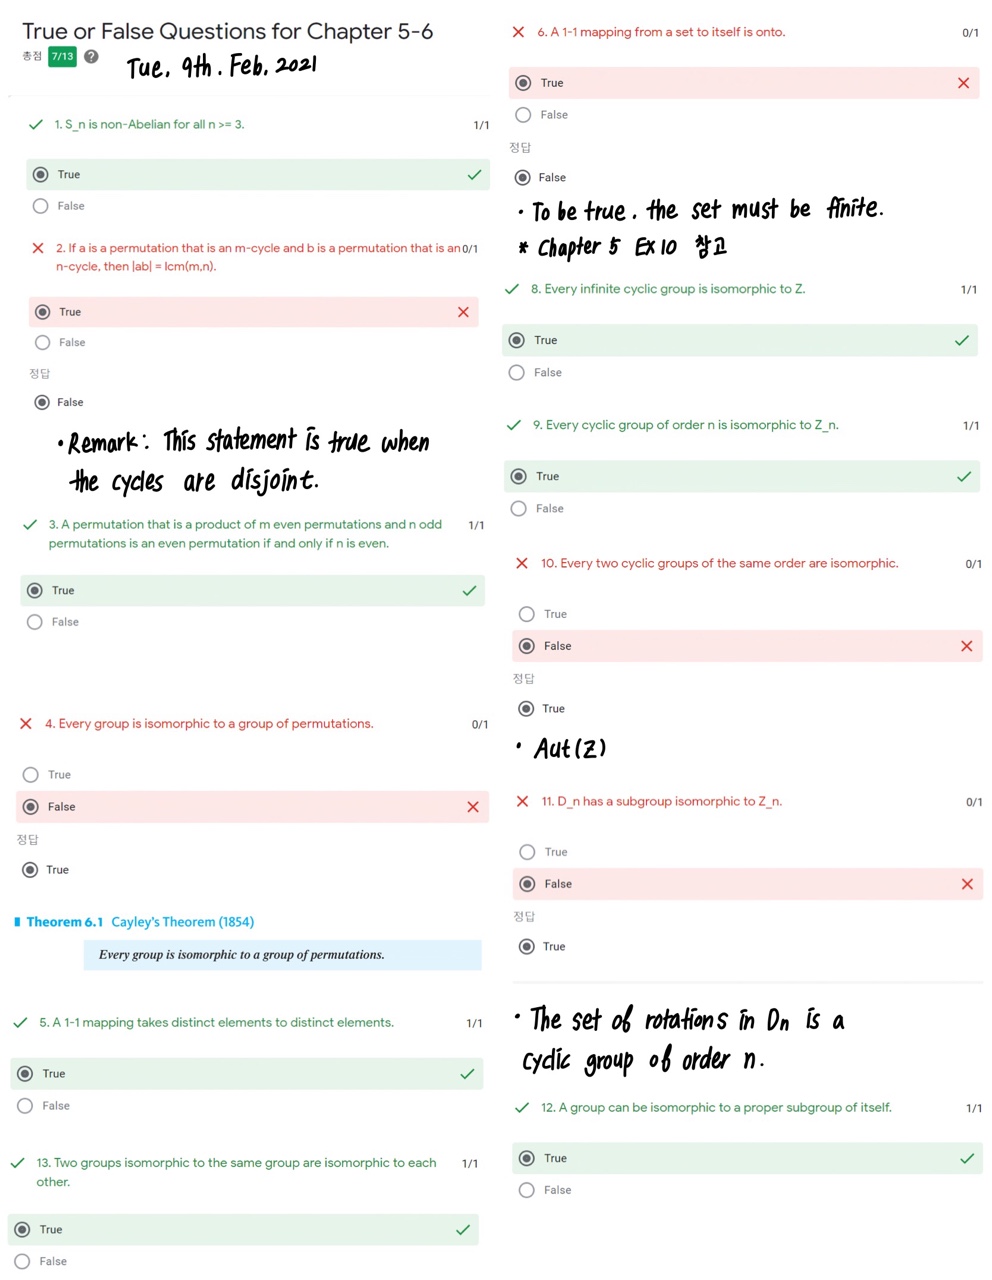 True or False Questions for Chapter 5-6
총점 7/13 ?
Tue, 9th. Feb. 2021
1. S_n is non-Abelian for all n >= 3. 1/1
True
False
2. If a is a permutation that is an m-cycle and b is a permutation that is an 0/1
n-cycle, then |ab| = lcm(m,n).
True
False
정답
False
• Remark: This statement is true when
the cycles are disjoint.
3. A permutation that is a product of m even permutations and n odd 1/1
permutations is an even permutation if and only if n is even.
True
False
4. Every group is isomorphic to a group of permutations. 0/1
True
False
정답
True
Theorem 6.1 Cayley's Theorem (1854)
Every group is isomorphic to a group of permutations.
5. A 1-1 mapping takes distinct elements to distinct elements. 1/1
True
False
13. Two groups isomorphic to the same group are isomorphic to each 1/1
other.
True
False
6. A 1-1 mapping from a set to itself is onto. 0/1
True
False
정답
False
• To be true. the set must be finite.
* Chapter 5 Ex 10 참고
8. Every infinite cyclic group is isomorphic to Z. 1/1
True
False
9. Every cyclic group of order n is isomorphic to Z_n. 1/1
True
False
10. Every two cyclic groups of the same order are isomorphic. 0/1
True
False
정답
True
• Aut(Z)
11. D_n has a subgroup isomorphic to Z_n. 0/1
True
False
정답
True
• The set of rotations in Dn is a
cyclic group of order n.
12. A group can be isomorphic to a proper subgroup of itself. 1/1
True
False